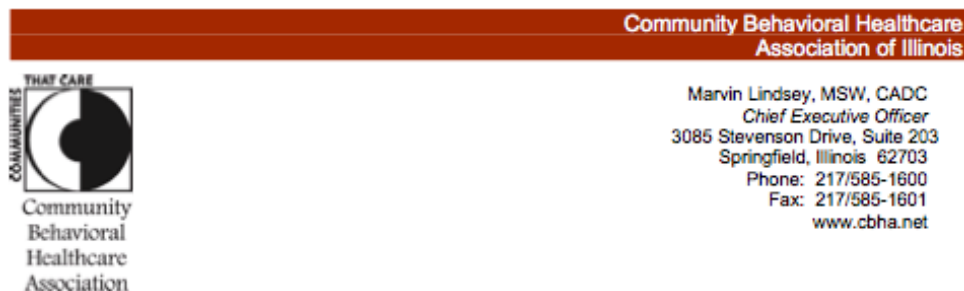 Community Behavioral Healthcare
Association of Illinois
COMMUNITIES
THAT CARE
Community
Behavioral
Healthcare
Association
Marvin Lindsey, MSW, CADC
Chief Executive Officer
3085 Stevenson Drive, Suite 203
Springfield, Illinois 62703
Phone: 217/585-1600
Fax: 217/585-1601
www.cbha.net